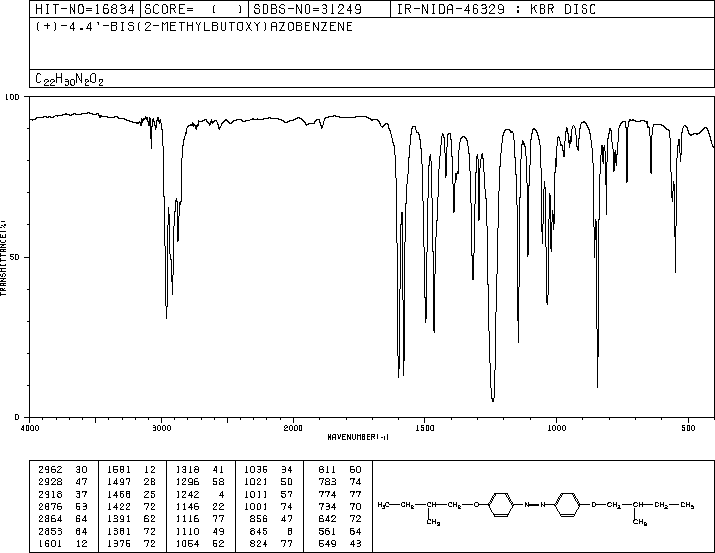 HIT-NO=16834 SCORE= ( ) SDBS-NO=31249 IR-NIDA-46329 : KBR DISC
(+)-4,4'-BIS(2-METHYLBUTOXY)AZOBENZENE
C22H30N2O2
100
50
0
TRANSMITTANCE(%)
4000 3000 2000 1500 1000 500
WAVENUMBER(-1)
2962 30 1581 12 1318 41 1036 34 811 60
2928 47 1497 28 1296 58 1021 50 783 74
2918 37 1468 25 1242 4 1011 57 774 77
2876 53 1422 72 1146 22 1001 74 734 70
2864 64 1391 62 1116 77 856 47 642 72
2853 64 1381 72 1110 49 845 8 561 64
1601 12 1376 72 1054 52 824 77 549 43
H3C—CH2—CH—CH2—O N=N O—CH2—CH—CH2—CH3
CH3 CH3